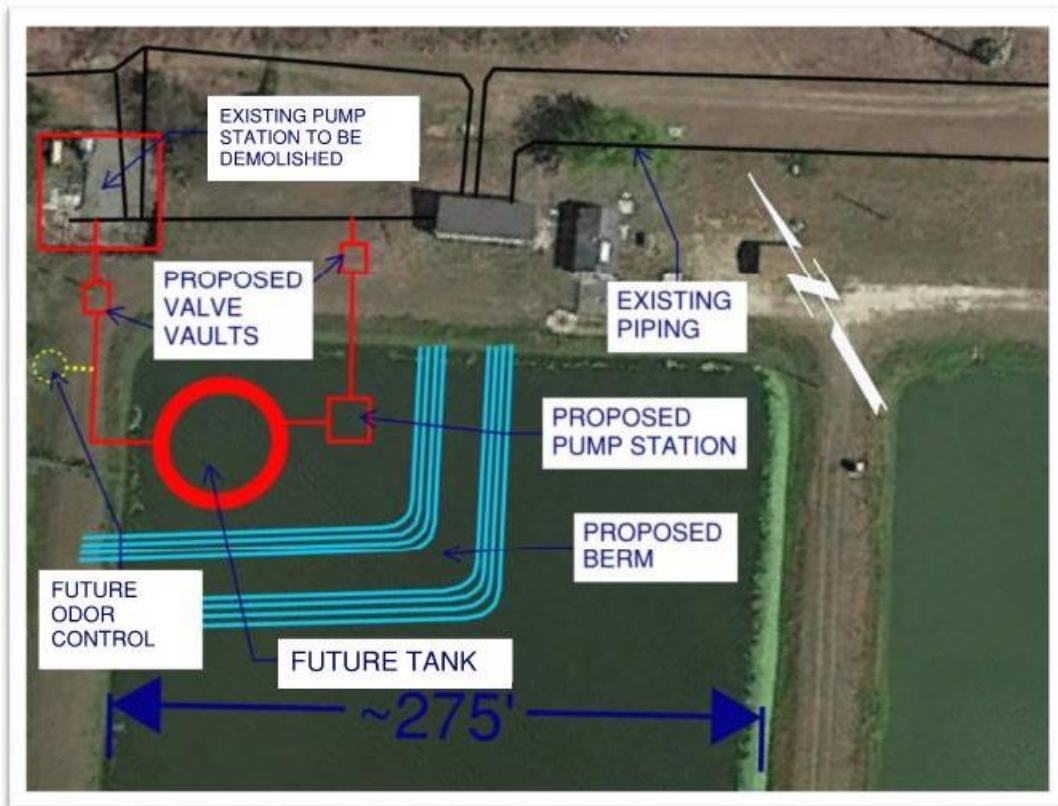 EXISTING PUMP
STATION TO BE
DEMOLISHED
PROPOSED
VALVE
VAULTS
EXISTING
PIPING
PROPOSED
PUMP STATION
PROPOSED
BERM
FUTURE
ODOR
CONTROL
FUTURE TANK
~275'